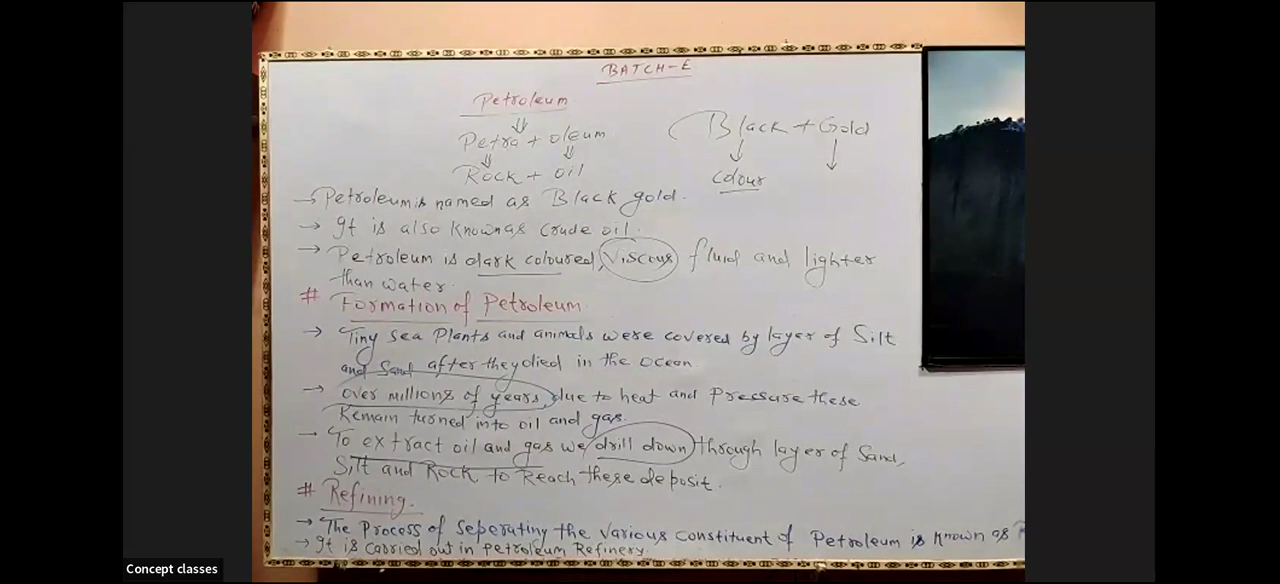 BATCH-E
Petroleum
Petra + oleum
Black + Gold
Rock + oil
colour
→ Petroleum is named as Black gold.
→ It is also known as crude oil.
→ Petroleum is dark coloured, Viscous fluid and lighter
than water.
# Formation of Petroleum.
→ Tiny sea Plants and animals were covered by layer of Silt
and Sand after they died in the ocean
→ over millions of years due to heat and Pressure these
Remain turned into oil and gas.
→ To extract oil and gas we drill down through layer of Sand,
Silt and Rock to Reach these deposit.
# Refining.
→ The Process of Seperating the various constituent of Petroleum is known as
→ It is carried out in Petroleum Refinery
Concept classes